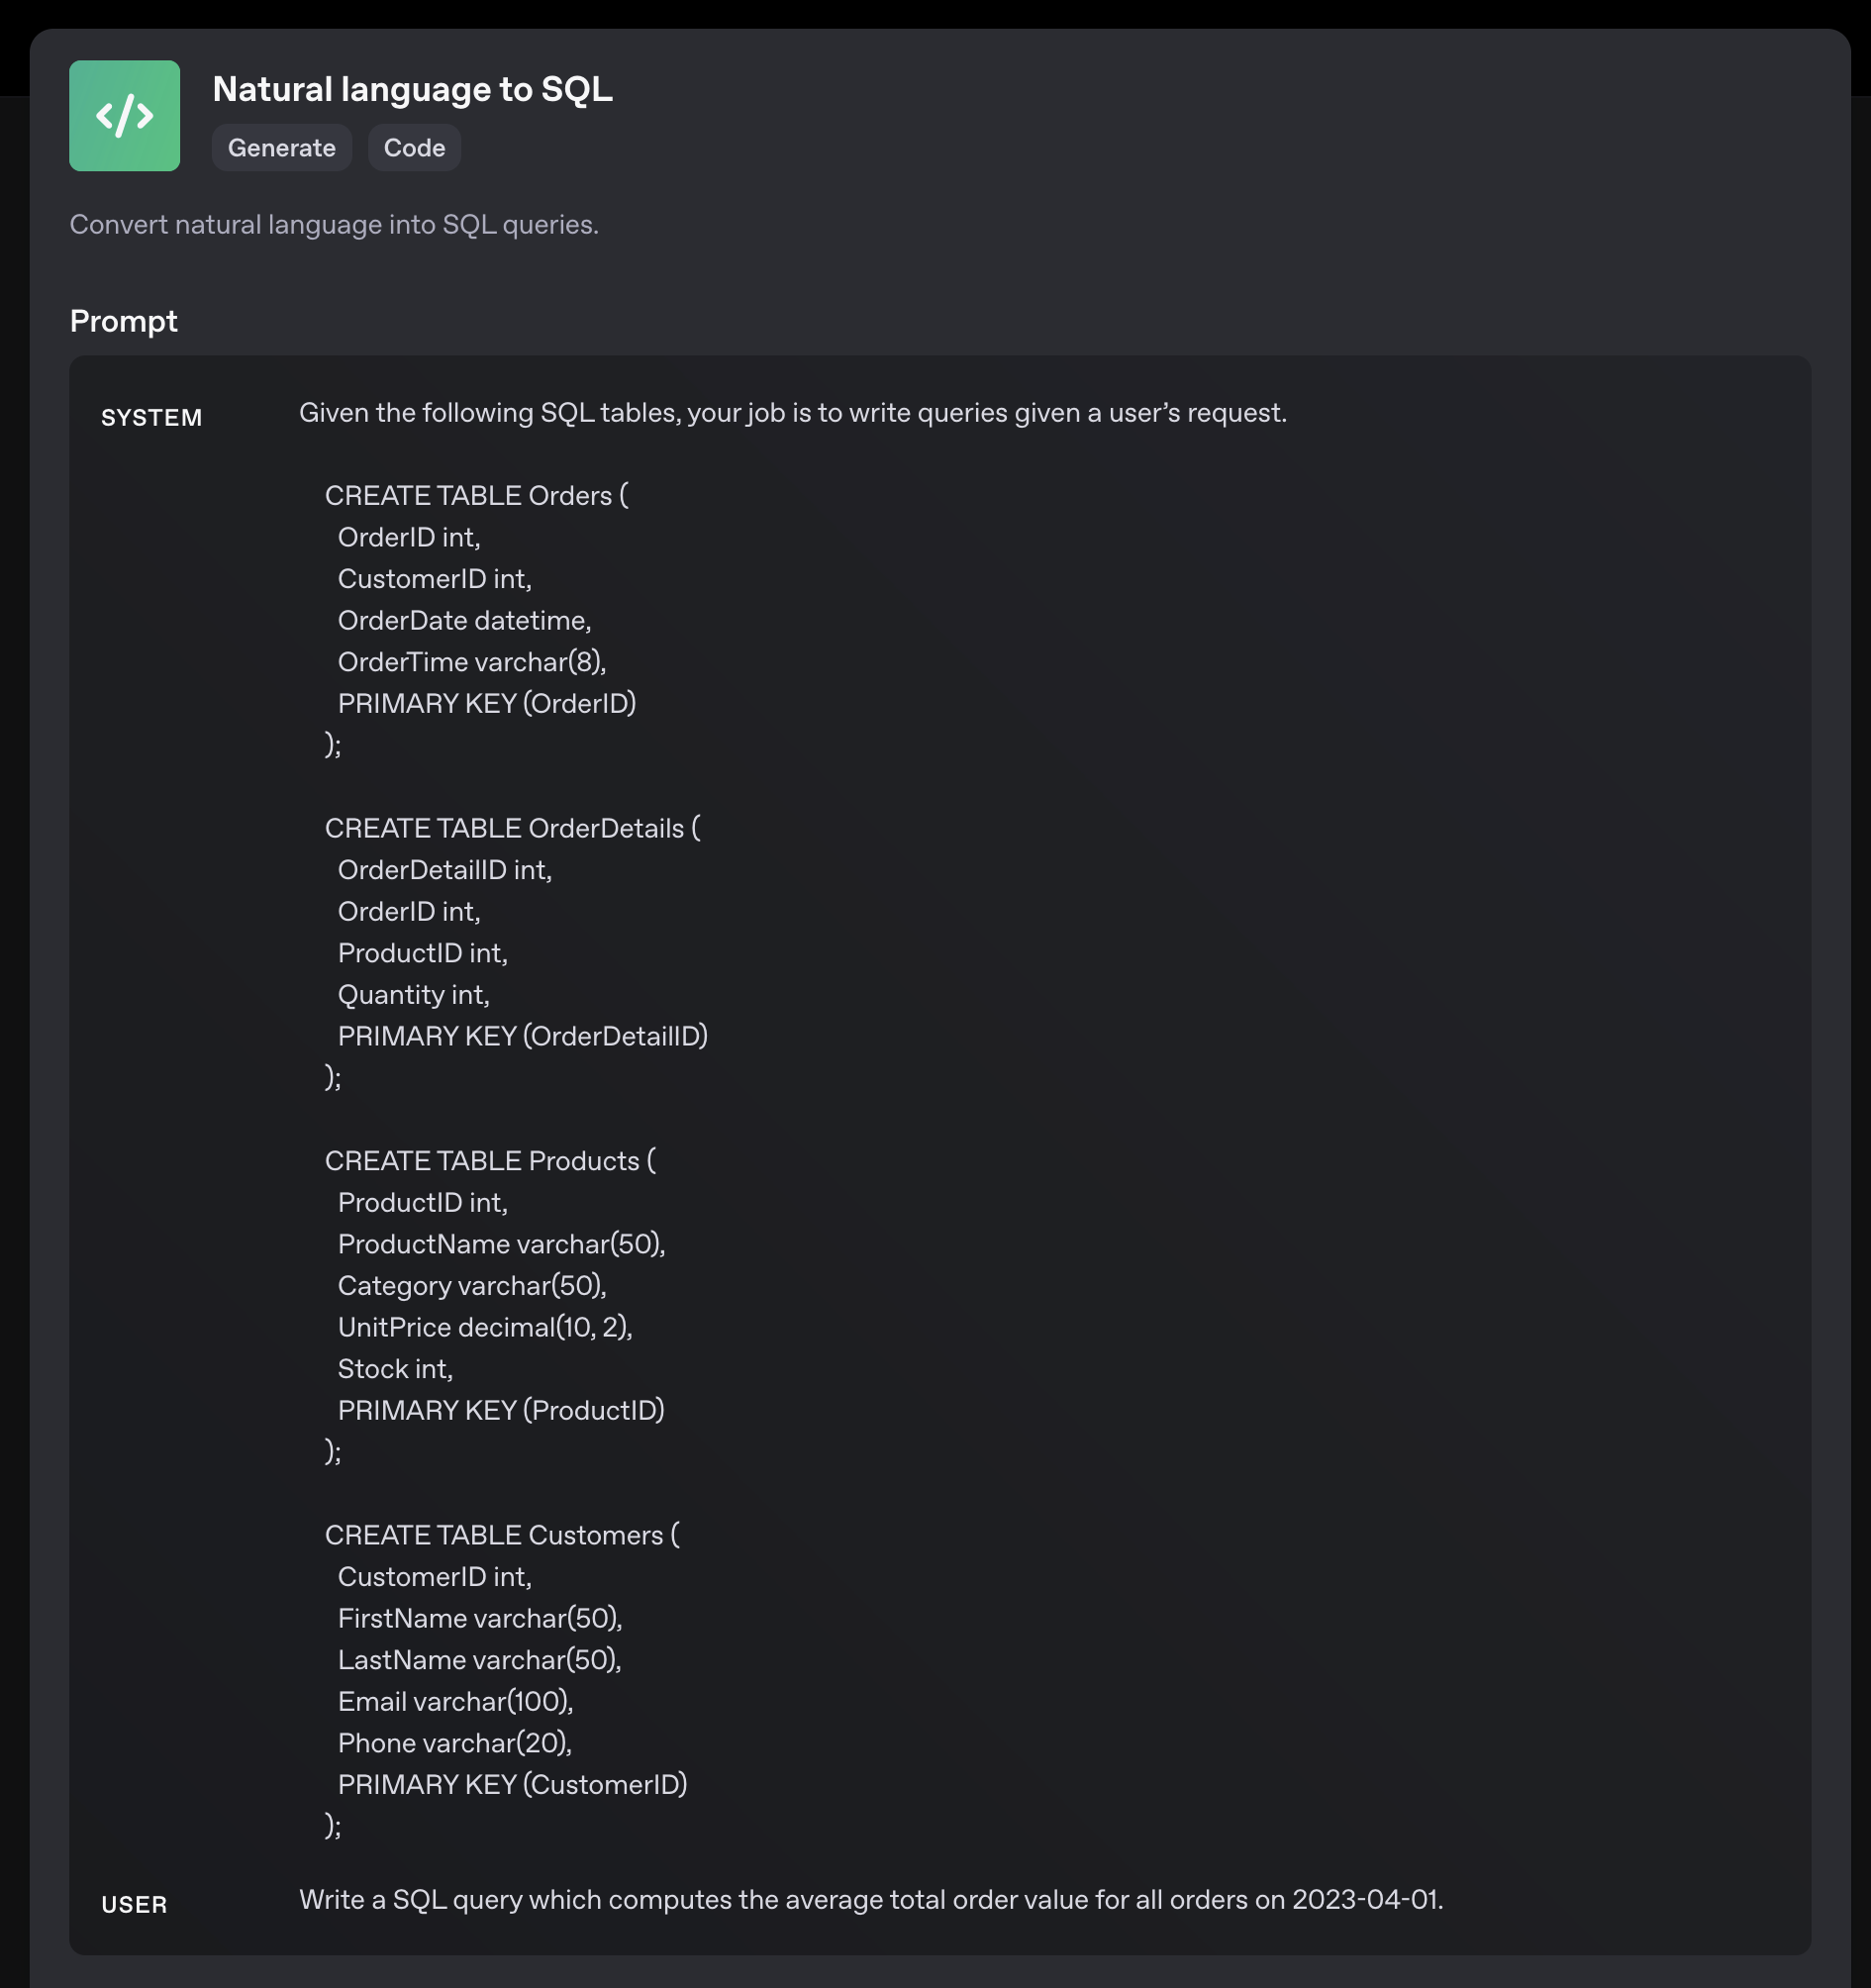 Natural language to SQL
Generate Code
Convert natural language into SQL queries.
Prompt
SYSTEM Given the following SQL tables, your job is to write queries given a user’s request.
CREATE TABLE Orders (
OrderID int,
CustomerID int,
OrderDate datetime,
OrderTime varchar(8),
PRIMARY KEY (OrderID)
);
CREATE TABLE OrderDetails (
OrderDetailID int,
OrderID int,
ProductID int,
Quantity int,
PRIMARY KEY (OrderDetailID)
);
CREATE TABLE Products (
ProductID int,
ProductName varchar(50),
Category varchar(50),
UnitPrice decimal(10, 2),
Stock int,
PRIMARY KEY (ProductID)
);
CREATE TABLE Customers (
CustomerID int,
FirstName varchar(50),
LastName varchar(50),
Email varchar(100),
Phone varchar(20),
PRIMARY KEY (CustomerID)
);
USER Write a SQL query which computes the average total order value for all orders on 2023-04-01.